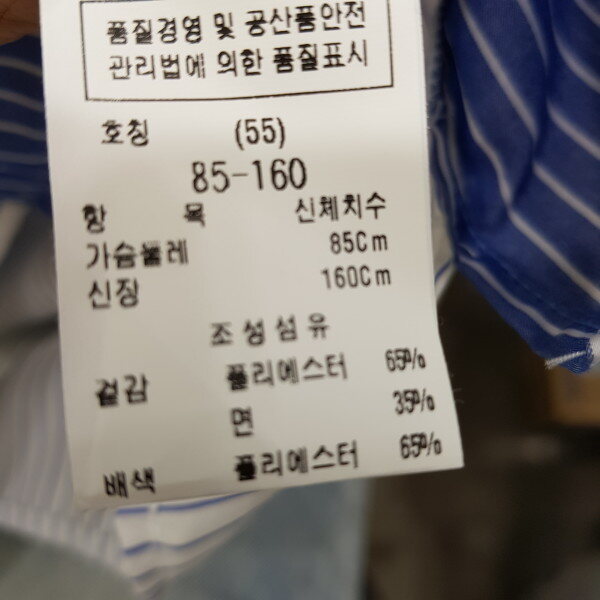 품질경영 및 공산품안전
관리법에 의한 품질표시
호칭 (55)
85-160
항 목 신체치수
가슴둘레 85Cm
신장 160Cm
조성섬유
겉감 폴리에스터 65%
면 35%
배색 폴리에스터 65%